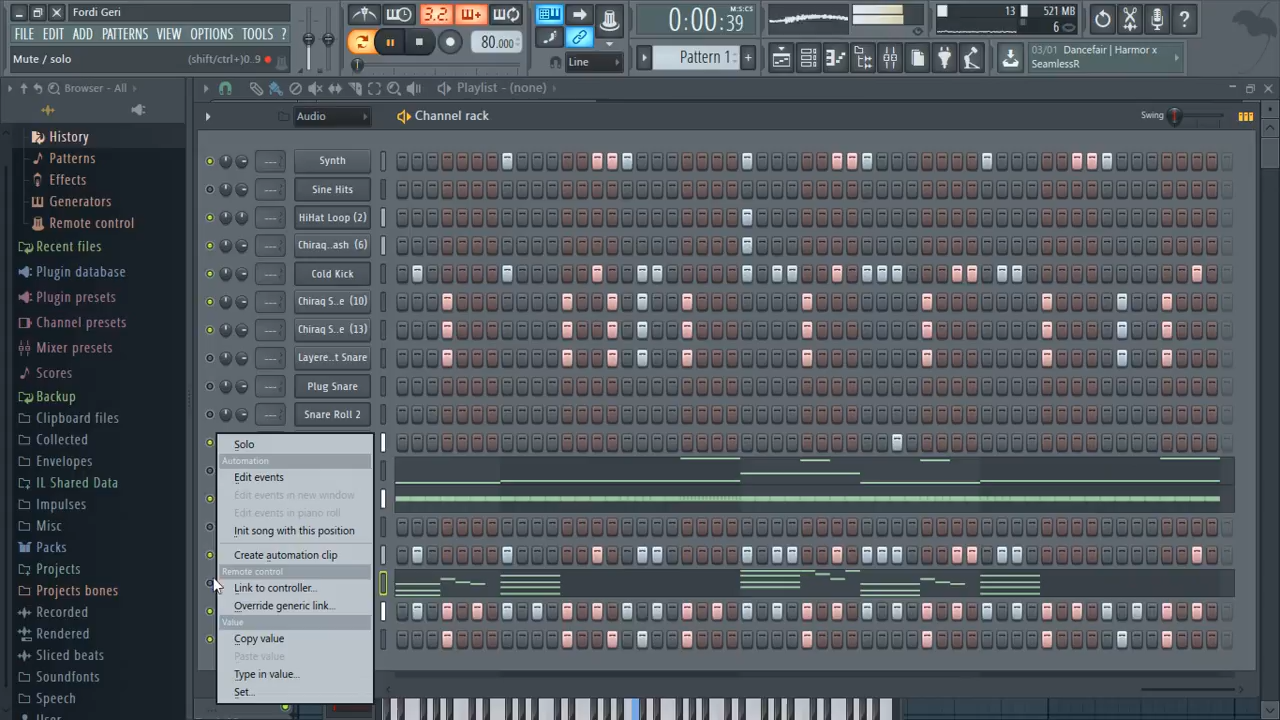 Fordi Geri
FILE EDIT ADD PATTERNS VIEW OPTIONS TOOLS ?
Mute / solo (shift/ctrl+)0..9
3.2
80.000
Line
M:S:CS
0:00:39
Pattern 1
13
521 MB
6
03/01 Dancefair | Harmor x
SeamlessR
Browser - All
Playlist - (none)
History
Patterns
Effects
Generators
Remote control
Recent files
Plugin database
Plugin presets
Channel presets
Mixer presets
Scores
Backup
Clipboard files
Collected
Envelopes
IL Shared Data
Impulses
Misc
Packs
Projects
Projects bones
Recorded
Rendered
Sliced beats
Soundfonts
Speech
User
Audio
Channel rack
Swing
Synth
Sine Hits
HiHat Loop (2)
Chiraq..ash (6)
Cold Kick
Chiraq S..e (10)
Chiraq S..e (13)
Layere..t Snare
Plug Snare
Snare Roll 2
Solo
Automation
Edit events
Edit events in new window
Edit events in piano roll
Init song with this position
Create automation clip
Remote control
Link to controller...
Override generic link...
Value
Copy value
Paste value
Type in value...
Set...